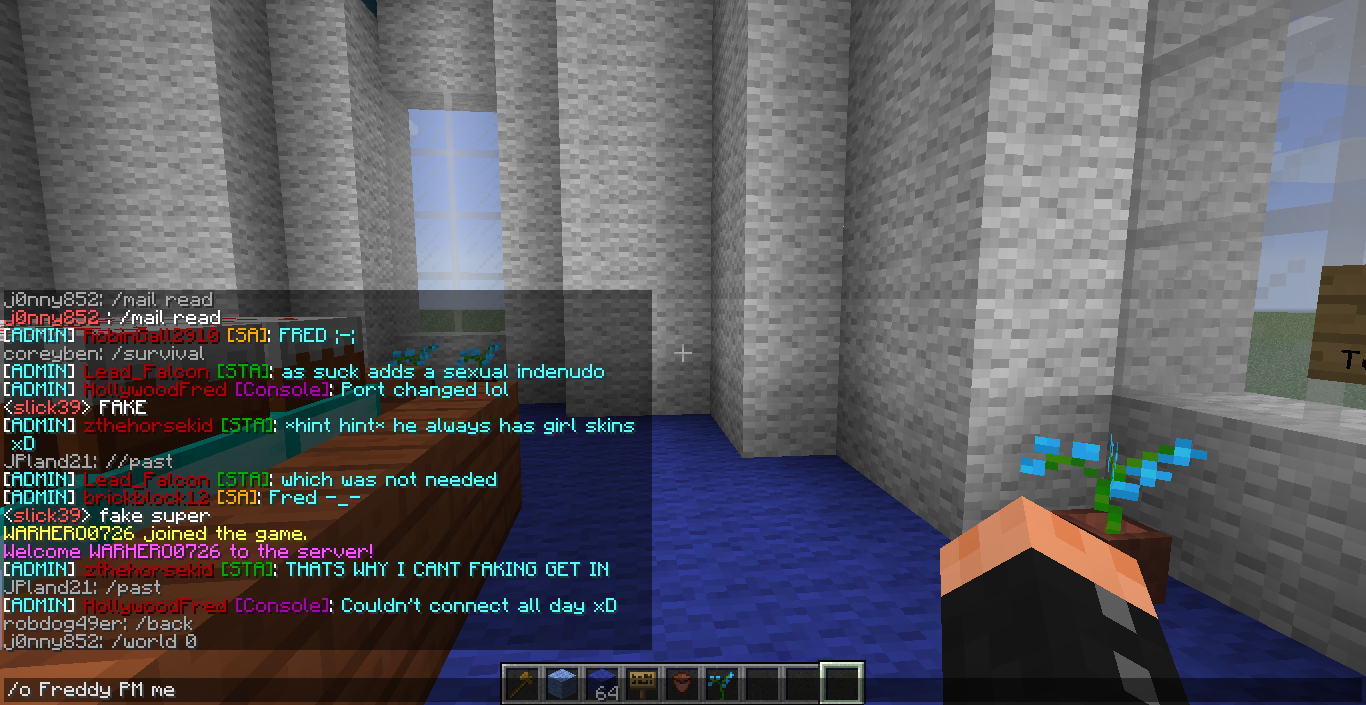 j0nny852: /mail read
j0nny852 : /mail read
[ADMIN] RobinGall2910 [SA]: FRED ;-;
coreyben: /survival
[ADMIN] Lead_Falcon [STA]: as suck adds a sexual indenudo
[ADMIN] HollywoodFred [Console]: Port changed lol
<slick39> FAKE
[ADMIN] zthehorsekid [STA]: *hint hint* he always has girl skins
xD
JPland21: //past
[ADMIN] Lead_Falcon [STA]: which was not needed
[ADMIN] brickblock12 [SA]: Fred -_-
<slick39> fake super
WARHERO0726 joined the game.
Welcome WARHERO0726 to the server!
[ADMIN] zthehorsekid [STA]: THATS WHY I CANT FAKING GET IN
JPland21: /past
[ADMIN] HollywoodFred [Console]: Couldn't connect all day xD
robdog49er: /back
j0nny852: /world 0
/o Freddy PM me
64